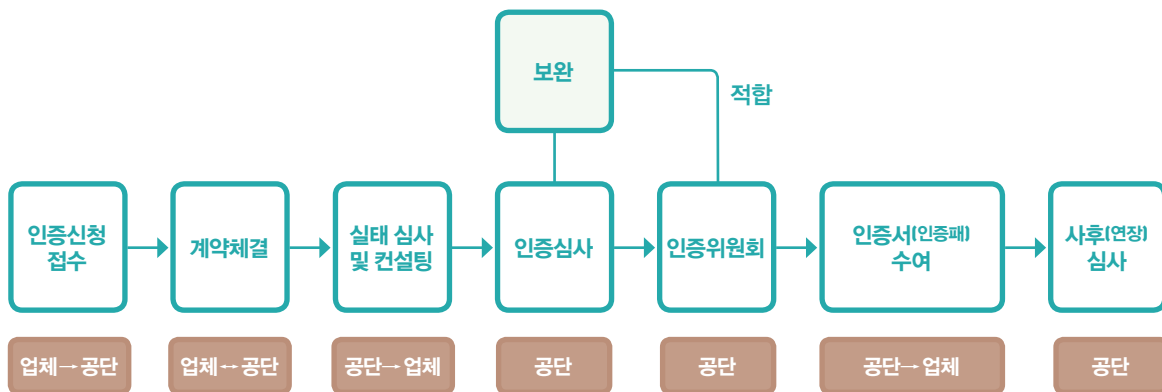 보완
적합
인증신청
접수
계약체결
실태 심사
및 컨설팅
인증심사
인증위원회
인증서(인증패)
수여
사후(연장)
심사
업체→공단
업체↔공단
공단→업체
공단
공단
공단→업체
공단